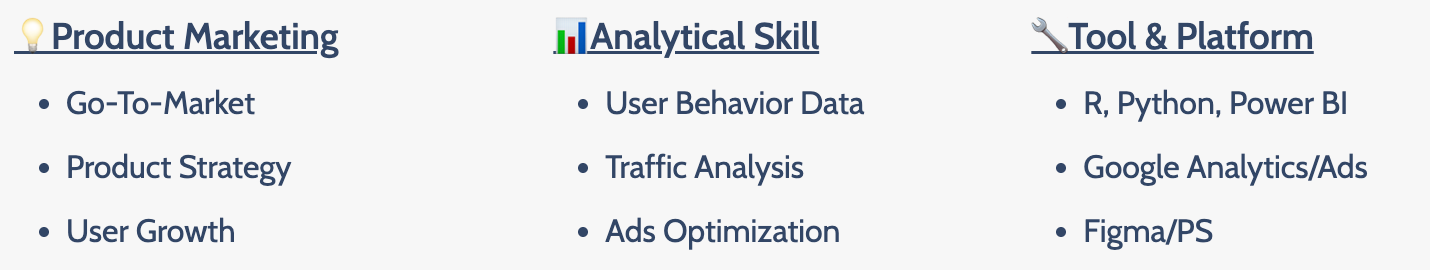 Product Marketing
Go-To-Market
Product Strategy
User Growth
Analytical Skill
User Behavior Data
Traffic Analysis
Ads Optimization
Tool & Platform
R, Python, Power BI
Google Analytics/Ads
Figma/PS